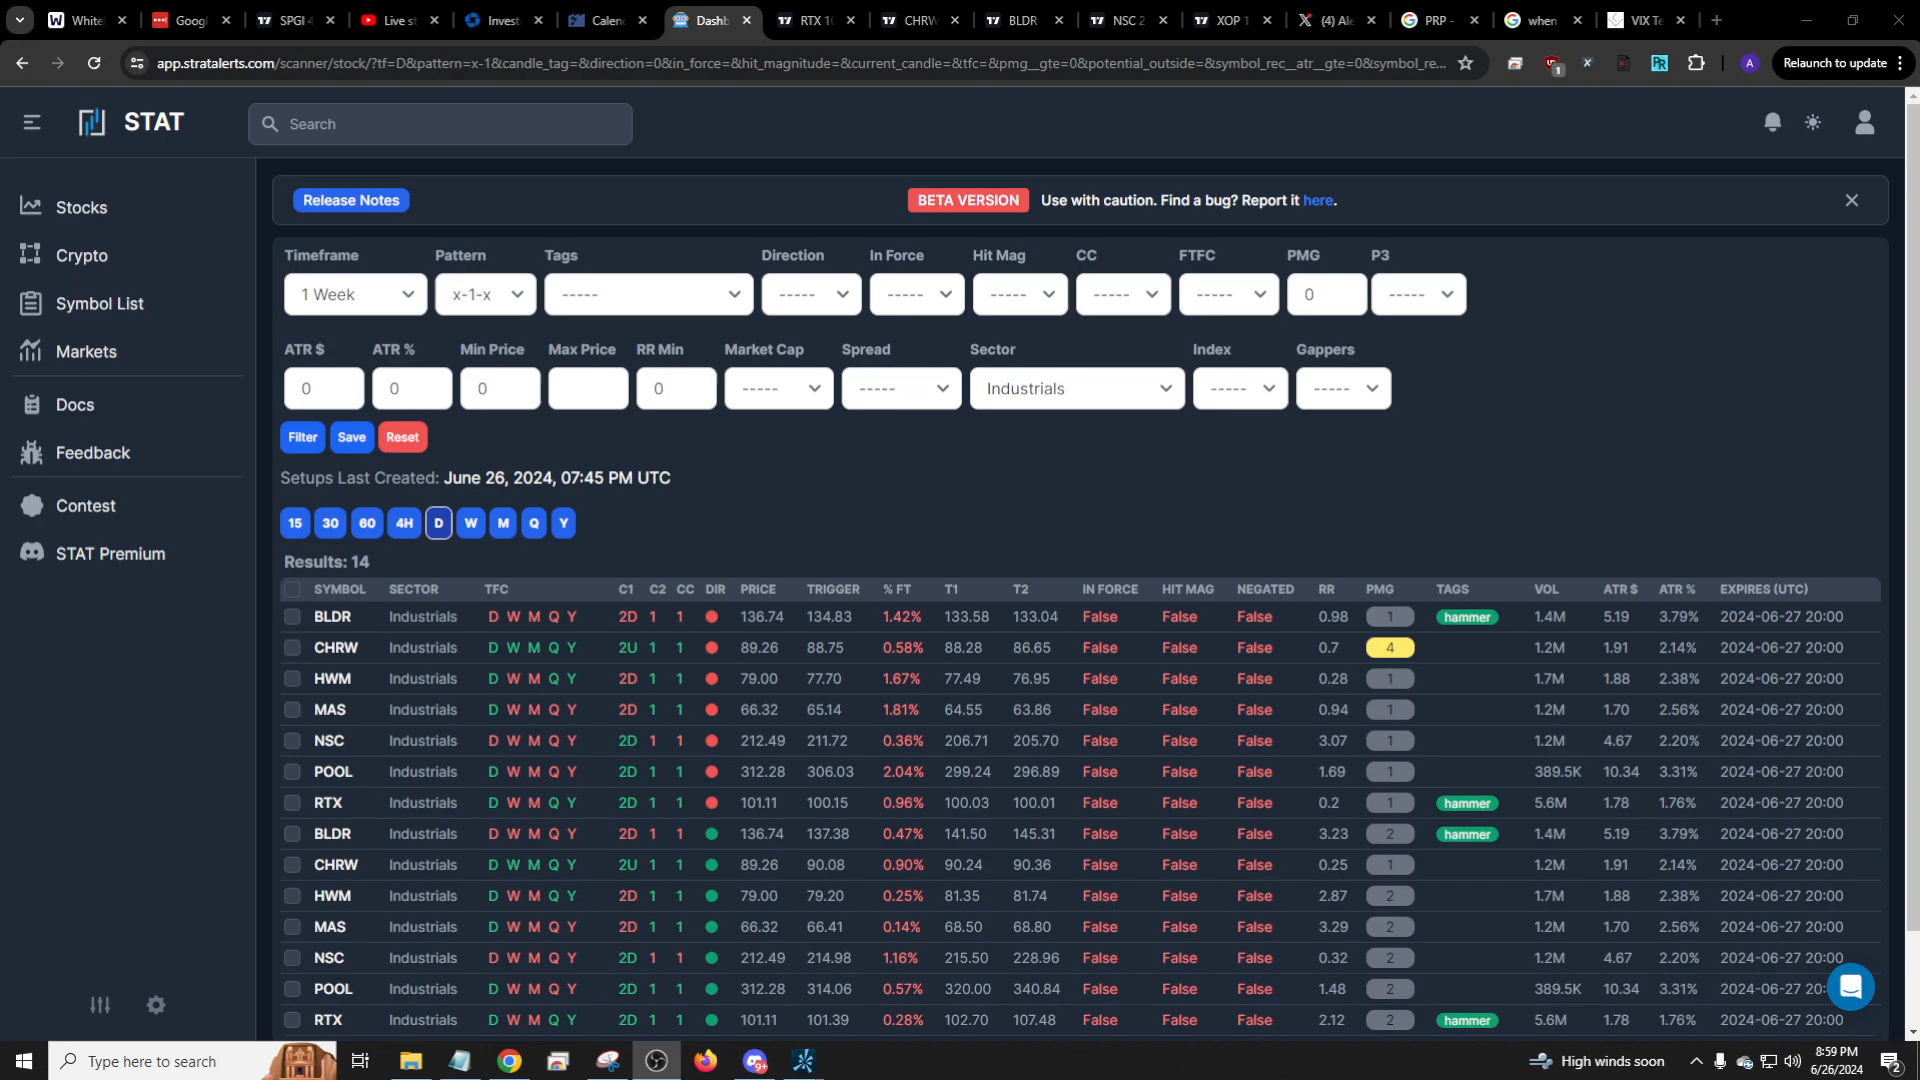 White
Googl
SPGI 4
Live st
Invest
Calen
Dashb
RTX 10
CHRW
BLDR
NSC 2
XOP 1
(4) Ale
PRP -
when
VIX Te
app.stratalerts.com/scanner/stock/?tf=D&pattern=x-1&candle_tag=&direction=0&in_force=&hit_magnitude=&current_candle=&tfc=&pmg__gte=0&potential_outside=&symbol_rec__atr__gte=0&symbol_re...
1
PR
A
Relaunch to update
STAT
Search
Stocks
Crypto
Symbol List
Markets
Docs
Feedback
Contest
STAT Premium
Release Notes
BETA VERSION Use with caution. Find a bug? Report it here.
Timeframe Pattern Tags Direction In Force Hit Mag CC FTFC PMG P3
1 Week x-1-x ----- ----- ----- ----- ----- ----- 0 -----
ATR $ ATR % Min Price Max Price RR Min Market Cap Spread Sector Index Gappers
0 0 0 0 ----- ----- Industrials ----- -----
Filter Save Reset
Setups Last Created: June 26, 2024, 07:45 PM UTC
15 30 60 4H D W M Q Y
Results: 14
SYMBOL SECTOR TFC C1 C2 CC DIR PRICE TRIGGER % FT T1 T2 IN FORCE HIT MAG NEGATED RR PMG TAGS VOL ATR $ ATR % EXPIRES (UTC)
BLDR Industrials D W M Q Y 2D 1 1 136.74 134.83 1.42% 133.58 133.04 False False False 0.98 1 hammer 1.4M 5.19 3.79% 2024-06-27 20:00
CHRW Industrials D W M Q Y 2U 1 1 89.26 88.75 0.58% 88.28 86.65 False False False 0.7 4 1.2M 1.91 2.14% 2024-06-27 20:00
HWM Industrials D W M Q Y 2D 1 1 79.00 77.70 1.67% 77.49 76.95 False False False 0.28 1 1.7M 1.88 2.38% 2024-06-27 20:00
MAS Industrials D W M Q Y 2D 1 1 66.32 65.14 1.81% 64.55 63.86 False False False 0.94 1 1.2M 1.70 2.56% 2024-06-27 20:00
NSC Industrials D W M Q Y 2D 1 1 212.49 211.72 0.36% 206.71 205.70 False False False 3.07 1 1.2M 4.67 2.20% 2024-06-27 20:00
POOL Industrials D W M Q Y 2D 1 1 312.28 306.03 2.04% 299.24 296.89 False False False 1.69 1 389.5K 10.34 3.31% 2024-06-27 20:00
RTX Industrials D W M Q Y 2D 1 1 101.11 100.15 0.96% 100.03 100.01 False False False 0.2 1 hammer 5.6M 1.78 1.76% 2024-06-27 20:00
BLDR Industrials D W M Q Y 2D 1 1 136.74 137.38 0.47% 141.50 145.31 False False False 3.23 2 hammer 1.4M 5.19 3.79% 2024-06-27 20:00
CHRW Industrials D W M Q Y 2U 1 1 89.26 90.08 0.90% 90.24 90.36 False False False 0.25 1 1.2M 1.91 2.14% 2024-06-27 20:00
HWM Industrials D W M Q Y 2D 1 1 79.00 79.20 0.25% 81.35 81.74 False False False 2.87 2 1.7M 1.88 2.38% 2024-06-27 20:00
MAS Industrials D W M Q Y 2D 1 1 66.32 66.41 0.14% 68.50 68.80 False False False 3.29 2 1.2M 1.70 2.56% 2024-06-27 20:00
NSC Industrials D W M Q Y 2D 1 1 212.49 214.98 1.16% 215.50 228.96 False False False 0.32 2 1.2M 4.67 2.20% 2024-06-27 20:00
POOL Industrials D W M Q Y 2D 1 1 312.28 314.06 0.57% 320.00 340.84 False False False 1.48 2 389.5K 10.34 3.31% 2024-06-27 20:
RTX Industrials D W M Q Y 2D 1 1 101.11 101.39 0.28% 102.70 107.48 False False False 2.12 2 hammer 5.6M 1.78 1.76% 2024-06-27 20:00
Type here to search
9+
High winds soon
8:59 PM
6/26/2024
2